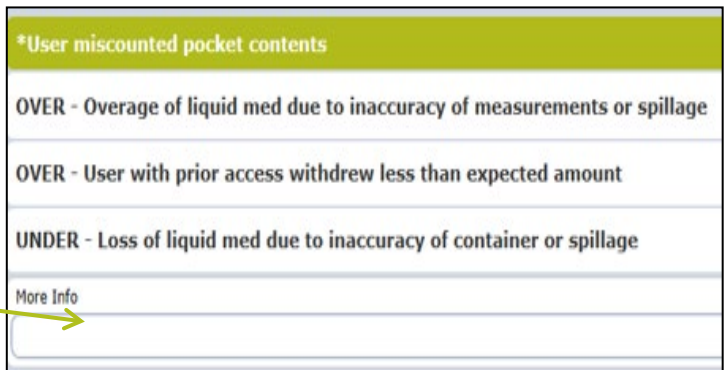 *User miscounted pocket contents
OVER - Overage of liquid med due to inaccuracy of measurements or spillage
OVER - User with prior access withdrew less than expected amount
UNDER - Loss of liquid med due to inaccuracy of container or spillage
More Info